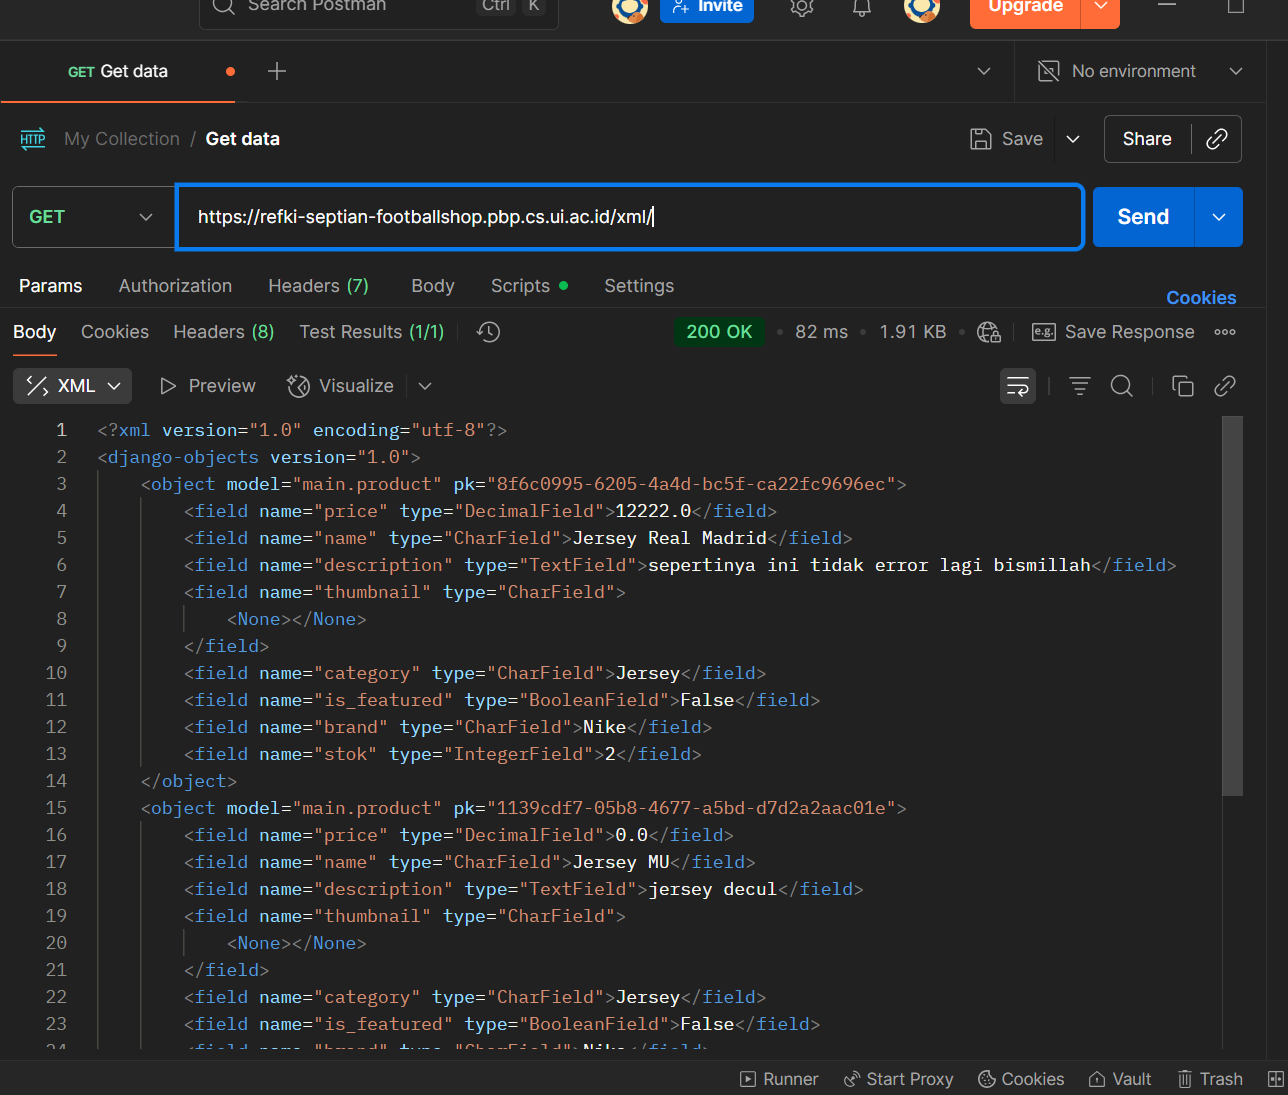 Search Postman Ctrl K Invite Upgrade
GET Get data No environment
HTTP My Collection / Get data Save Share
GET https://refki-septian-footballshop.pbp.cs.ui.ac.id/xml/ Send
Params Authorization Headers (7) Body Scripts Settings
Cookies
Body Cookies Headers (8) Test Results (1/1) 200 OK • 82 ms • 1.91 KB • e.g. Save Response
XML Preview Visualize
1 <?xml version="1.0" encoding="utf-8"?>
2 <django-objects version="1.0">
3 <object model="main.product" pk="8f6c0995-6205-4a4d-bc5f-ca22fc9696ec">
4 <field name="price" type="DecimalField">12222.0</field>
5 <field name="name" type="CharField">Jersey Real Madrid</field>
6 <field name="description" type="TextField">sepertinya ini tidak error lagi bismillah</field>
7 <field name="thumbnail" type="CharField">
8 <None></None>
9 </field>
10 <field name="category" type="CharField">Jersey</field>
11 <field name="is_featured" type="BooleanField">False</field>
12 <field name="brand" type="CharField">Nike</field>
13 <field name="stok" type="IntegerField">2</field>
14 </object>
15 <object model="main.product" pk="1139cdf7-05b8-4677-a5bd-d7d2a2aac01e">
16 <field name="price" type="DecimalField">0.0</field>
17 <field name="name" type="CharField">Jersey MU</field>
18 <field name="description" type="TextField">jersey decul</field>
19 <field name="thumbnail" type="CharField">
20 <None></None>
21 </field>
22 <field name="category" type="CharField">Jersey</field>
23 <field name="is_featured" type="BooleanField">False</field>
24 <field name="brand" type="CharField">Nike</field>
Runner Start Proxy Cookies Vault Trash